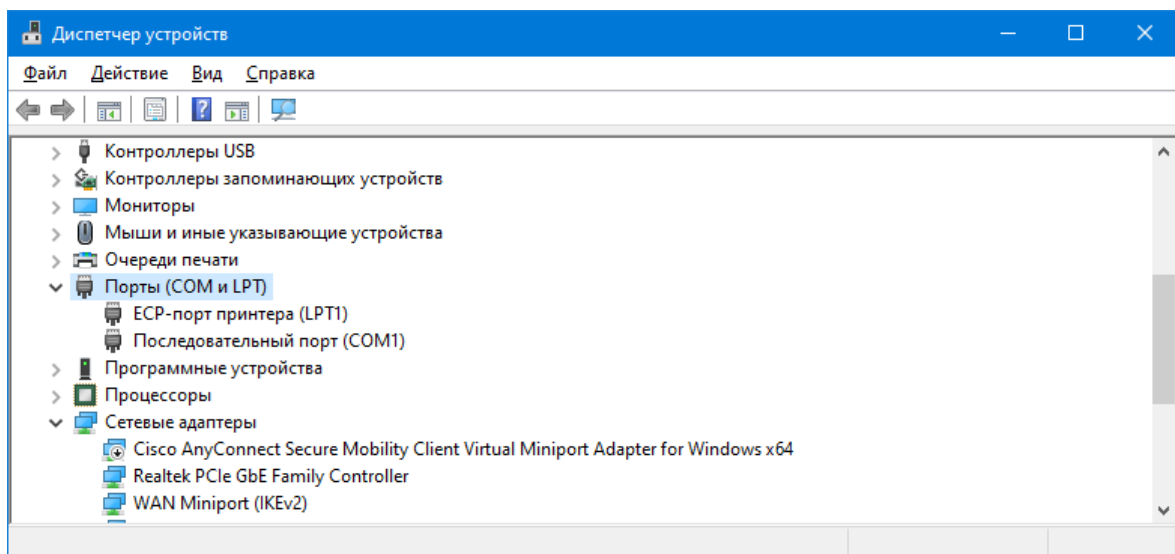 Диспетчер устройств
Файл Действие Вид Справка
Контроллеры USB
Контроллеры запоминающих устройств
Мониторы
Мыши и иные указывающие устройства
Очереди печати
Порты (COM и LPT)
ECP-порт принтера (LPT1)
Последовательный порт (COM1)
Программные устройства
Процессоры
Сетевые адаптеры
Cisco AnyConnect Secure Mobility Client Virtual Miniport Adapter for Windows x64
Realtek PCIe GbE Family Controller
WAN Miniport (IKEv2)